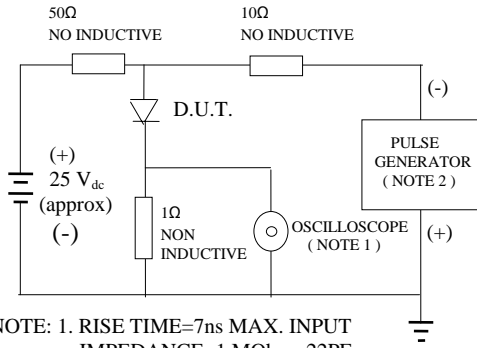 50Ω
NO INDUCTIVE
10Ω
NO INDUCTIVE
(-)
D.U.T.
PULSE
GENERATOR
( NOTE 2 )
(+)
25 Vdc
(approx)
(-)
1Ω
NON
INDUCTIVE
OSCILLOSCOPE
( NOTE 1 )
(+)
NOTE: 1. RISE TIME=7ns MAX. INPUT